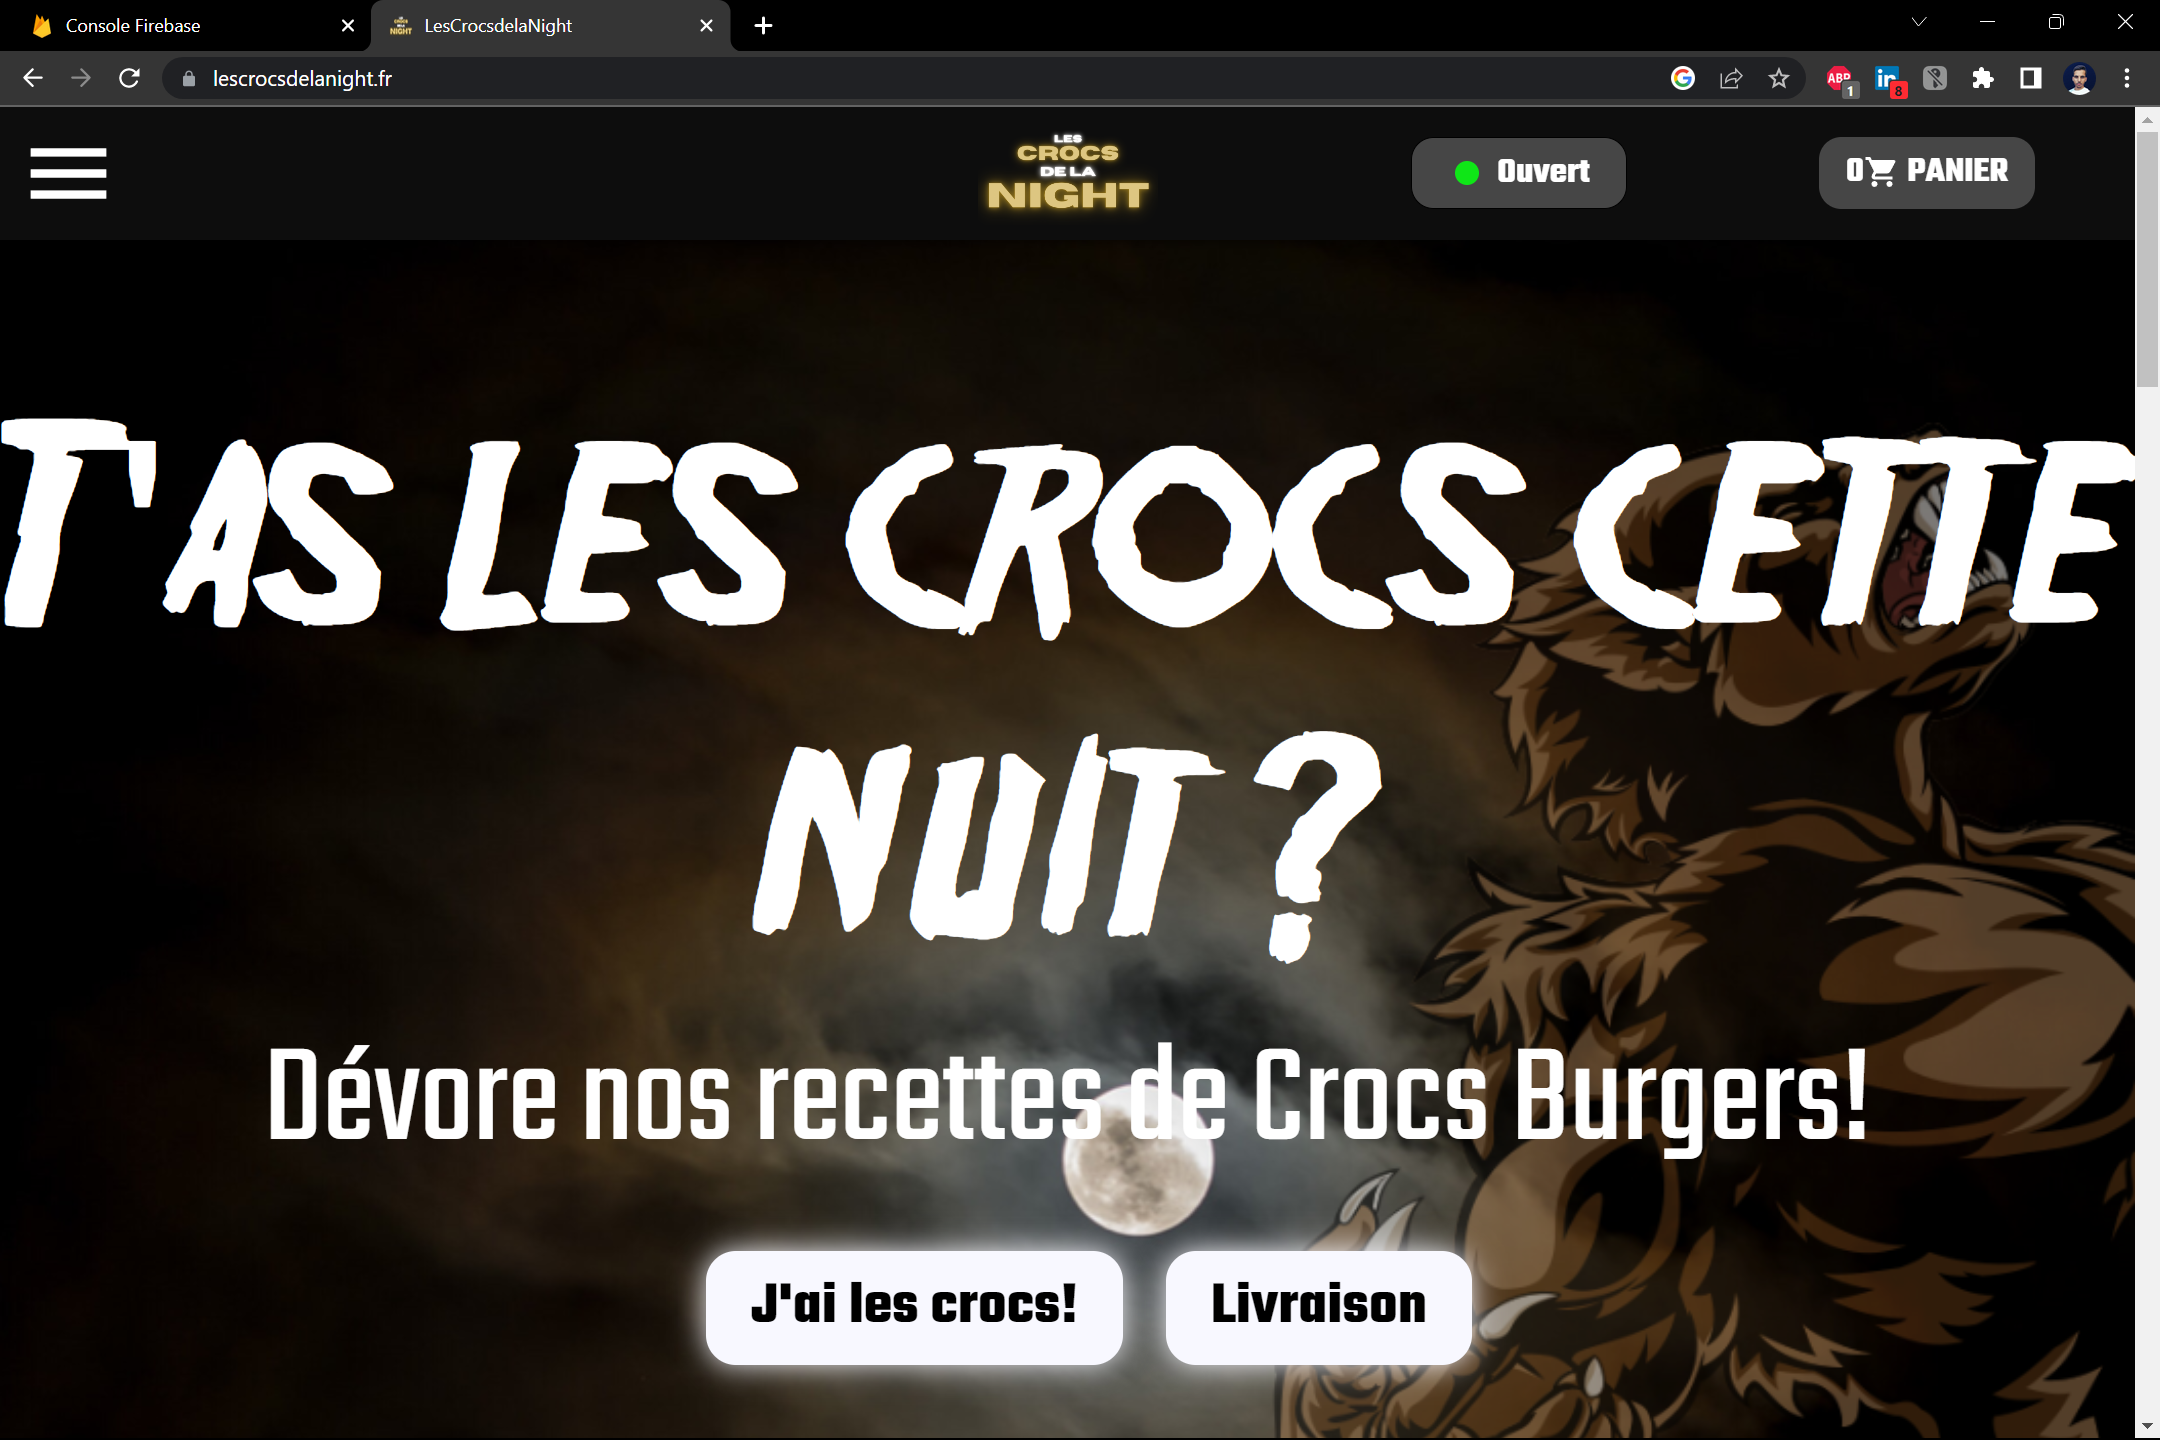 Console Firebase
LesCrocsdelaNight
lescrocsdelanight.fr
ABP
1
in
8
LES
CROCS
DE LA
NIGHT
Ouvert
0 PANIER
T'AS LES CROCS CETTE
NUIT ?
Dévore nos recettes de Crocs Burgers!
J'ai les crocs!
Livraison